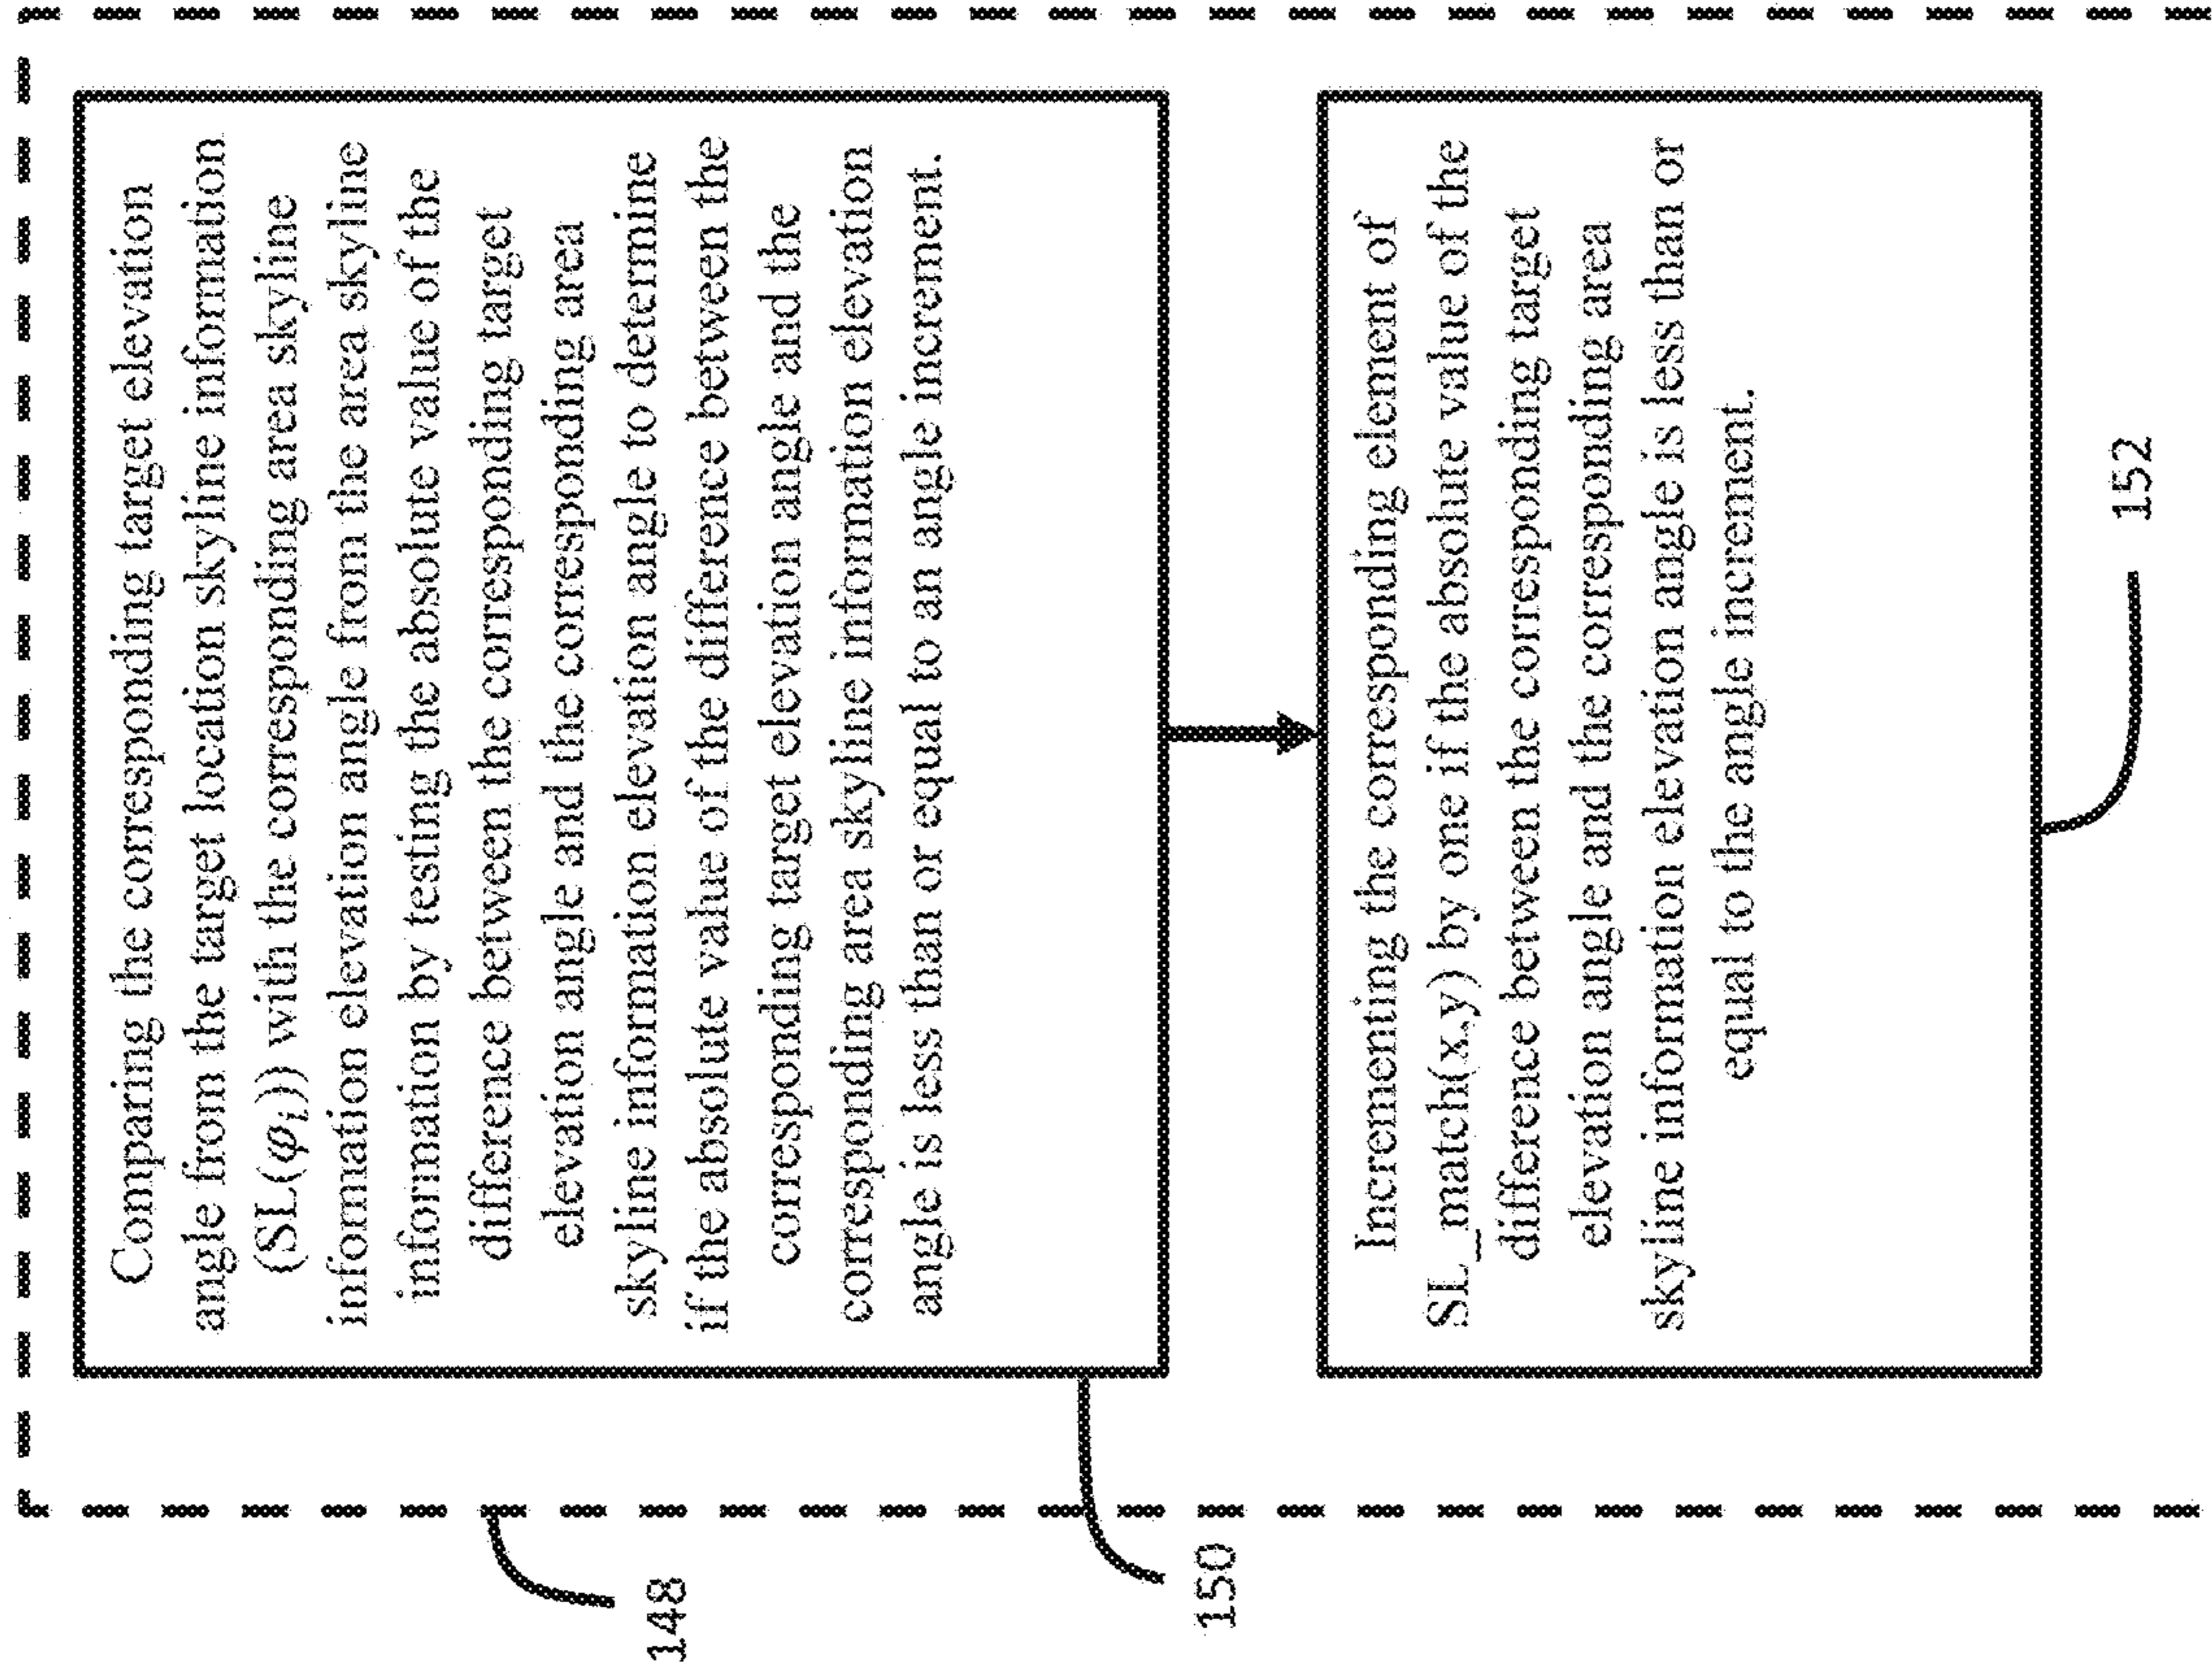 Comparing the corresponding target elevation
angle from the target location skyline information
(SL(φᵢ)) with the corresponding area skyline
information elevation angle from the area skyline
information by testing the absolute value of the
difference between the corresponding target
elevation angle and the corresponding area
skyline information elevation angle to determine
if the absolute value of the difference between the
corresponding target elevation angle and the
corresponding area skyline information elevation
angle is less than or equal to an angle increment.
Incrementing the corresponding element of
SL_match(x,y) by one if the absolute value of the
difference between the corresponding target
elevation angle and the corresponding area
skyline information elevation angle is less than or
equal to the angle increment.
148
150
152